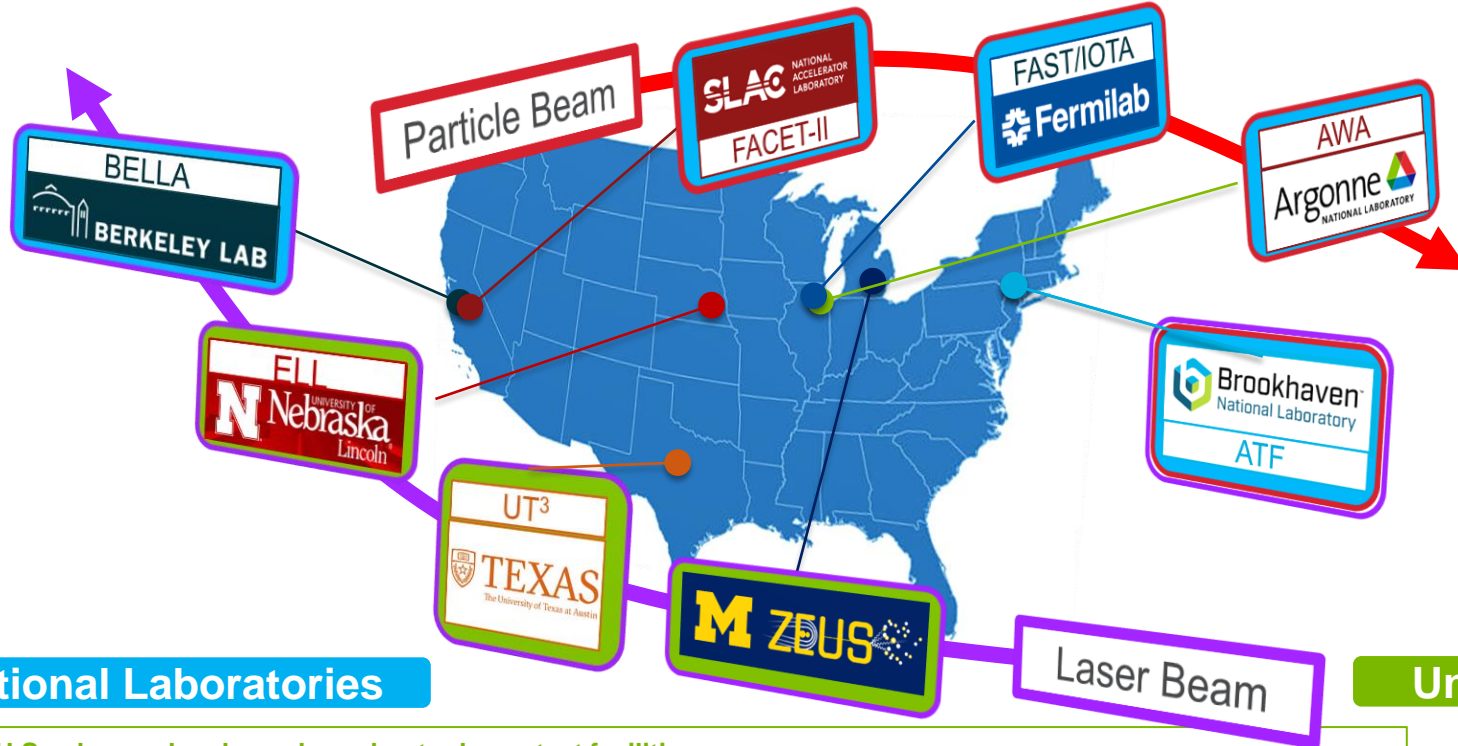 Particle Beam
SLAC NATIONAL
ACCELERATOR
LABORATORY
FACET-II
FAST/IOTA
Fermilab
AWA
Argonne
NATIONAL LABORATORY
BELLA
BERKELEY LAB
ELL
N UNIVERSITY OF
Nebraska
Lincoln
Brookhaven
National Laboratory
ATF
UT³
TEXAS
The University of Texas at Austin
M ZEUS
Laser Beam
tional Laboratories
Un